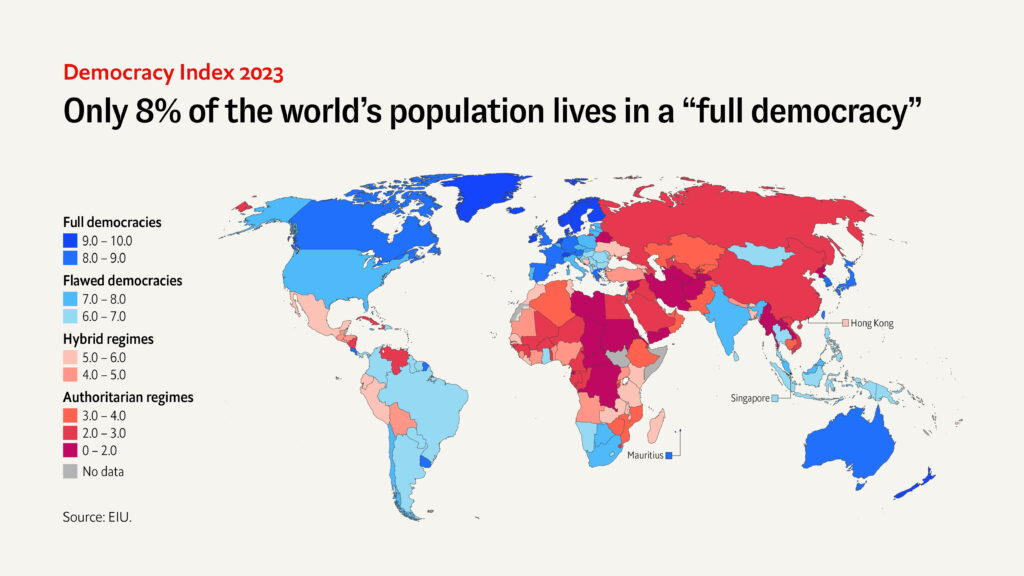 Democracy Index 2023
Only 8% of the world’s population lives in a “full democracy”
Full democracies
9.0 – 10.0
8.0 – 9.0
Flawed democracies
7.0 – 8.0
6.0 – 7.0
Hybrid regimes
5.0 – 6.0
4.0 – 5.0
Authoritarian regimes
3.0 – 4.0
2.0 – 3.0
0 – 2.0
No data
Hong Kong
Singapore
Mauritius
Source: EIU.